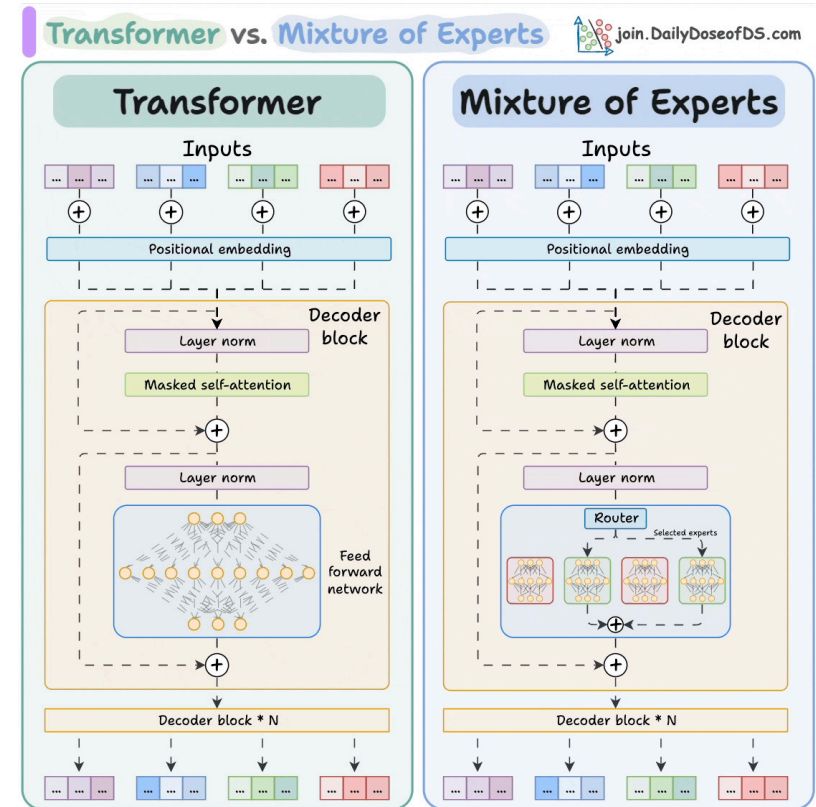 Transformer vs. Mixture of Experts
join.DailyDoseofDS.com
Transformer
Inputs
... ... ...
... ... ...
... ... ...
... ... ...
+ + + +
Positional embedding
Decoder
block
Layer norm
Masked self-attention
+
Layer norm
Feed
forward
network
+
Decoder block * N
... ... ...
... ... ...
... ... ...
... ... ...
Mixture of Experts
Inputs
... ... ...
... ... ...
... ... ...
... ... ...
+ + + +
Positional embedding
Decoder
block
Layer norm
Masked self-attention
+
Layer norm
Router
Selected experts
+
+
Decoder block * N
... ... ...
... ... ...
... ... ...
... ... ...